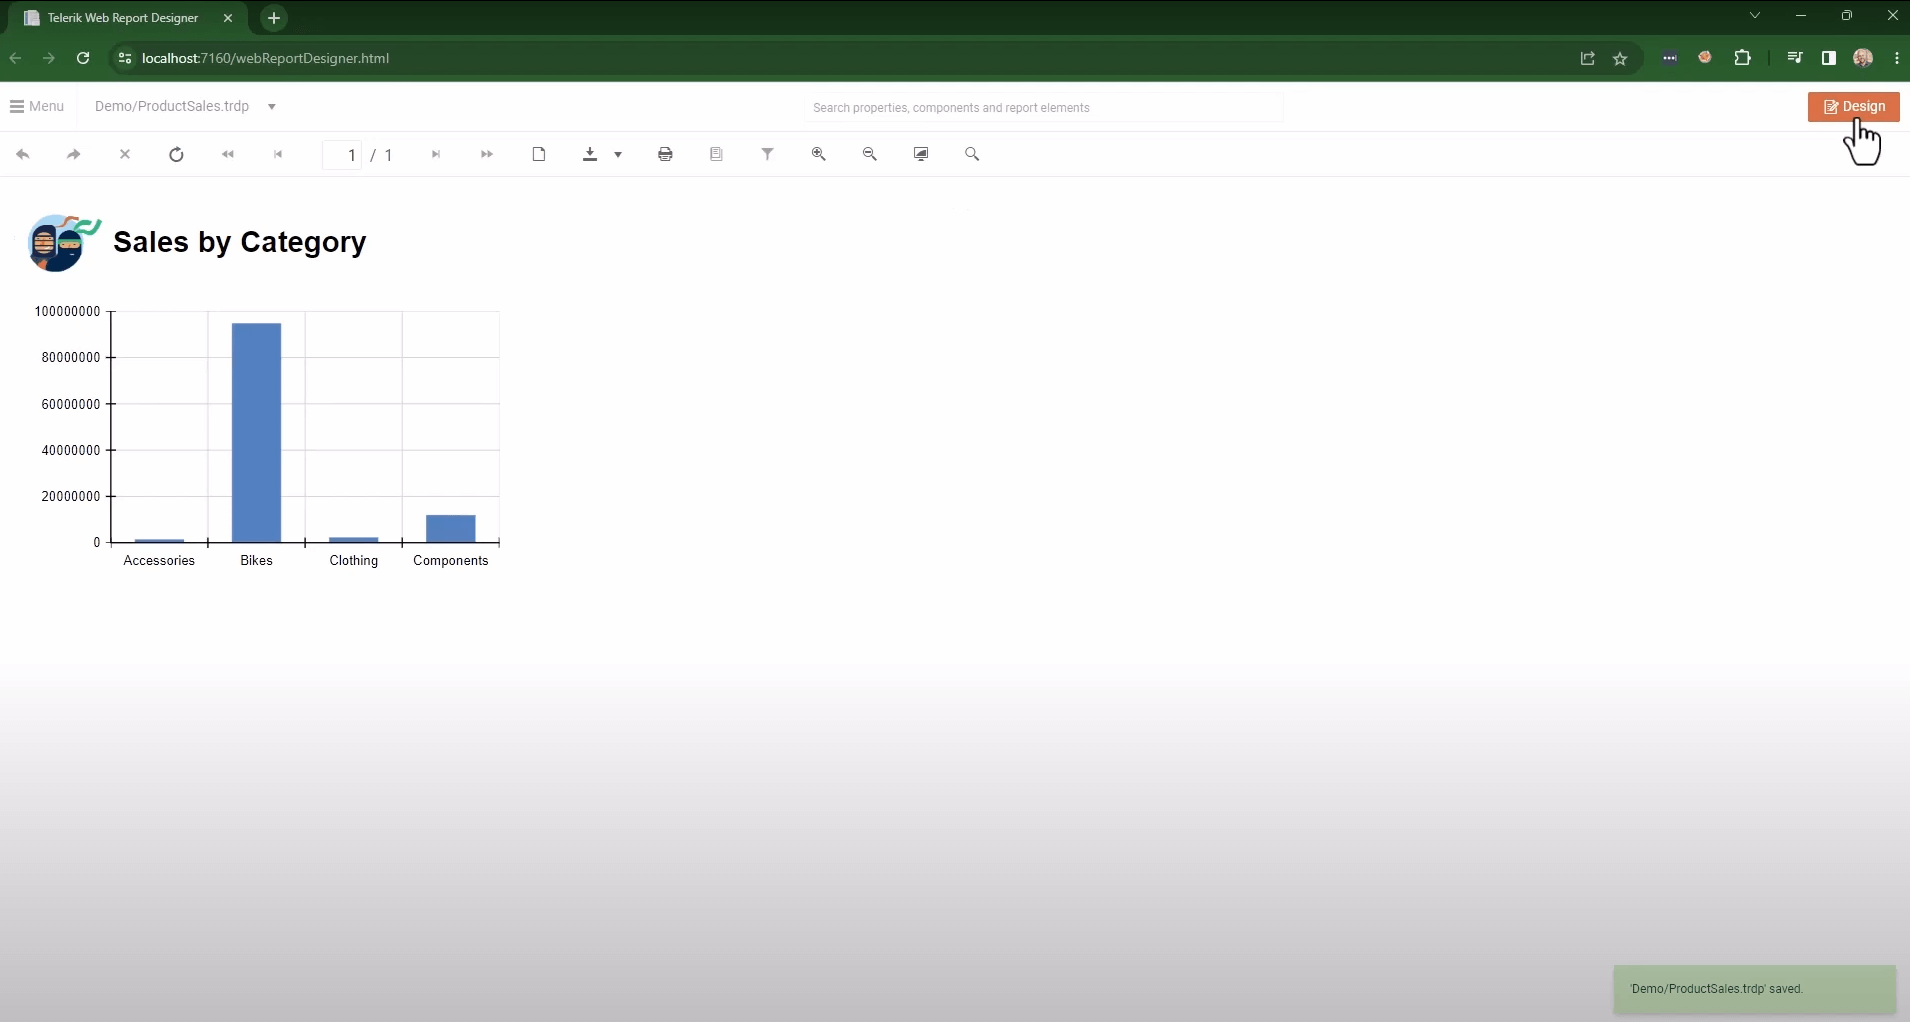 Telerik Web Report Designer
localhost:7160/webReportDesigner.html
Menu
Demo/ProductSales.trdp
Search properties, components and report elements
Design
1 / 1
Sales by Category
100000000
80000000
60000000
40000000
20000000
0
Accessories Bikes Clothing Components
'Demo/ProductSales.trdp' saved.